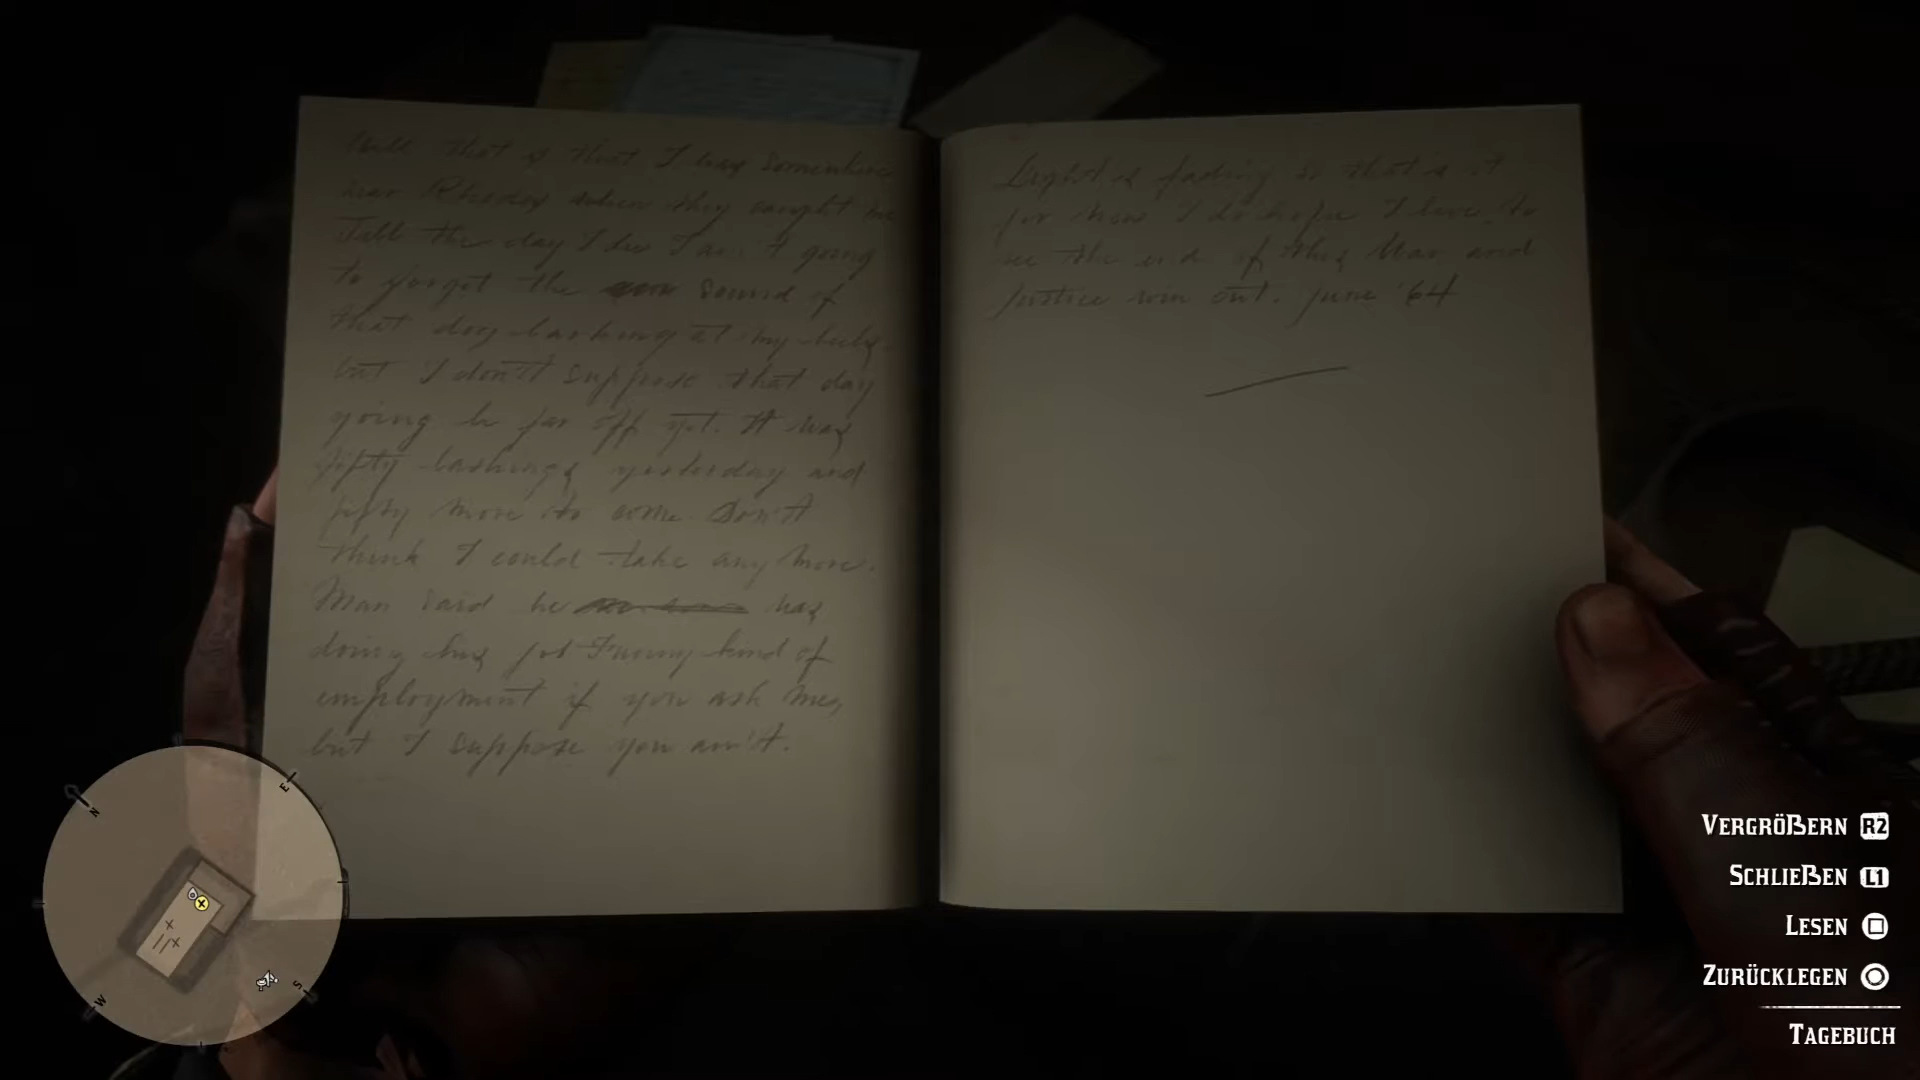 Well that is that I was somewhere
near Rhodes when they caught me
Till the day I die I ain't going
to forget the sound of
that dog barking at my heels
but I don't suppose that day
going be far off yet. It was
fifty lashings yesterday and
fifty more to come Don't
think I could take any more.
Man said he was
doing his job Funny kind of
employment if you ask me,
but I suppose you ain't.
Light is fading so that is it
for now I do hope I live to
see the end of this War and
Justice win out. June '64
N
E
S
W
VERGRÖẞERN R2
SCHLIEẞEN L1
LESEN
ZURÜCKLEGEN
TAGEBUCH